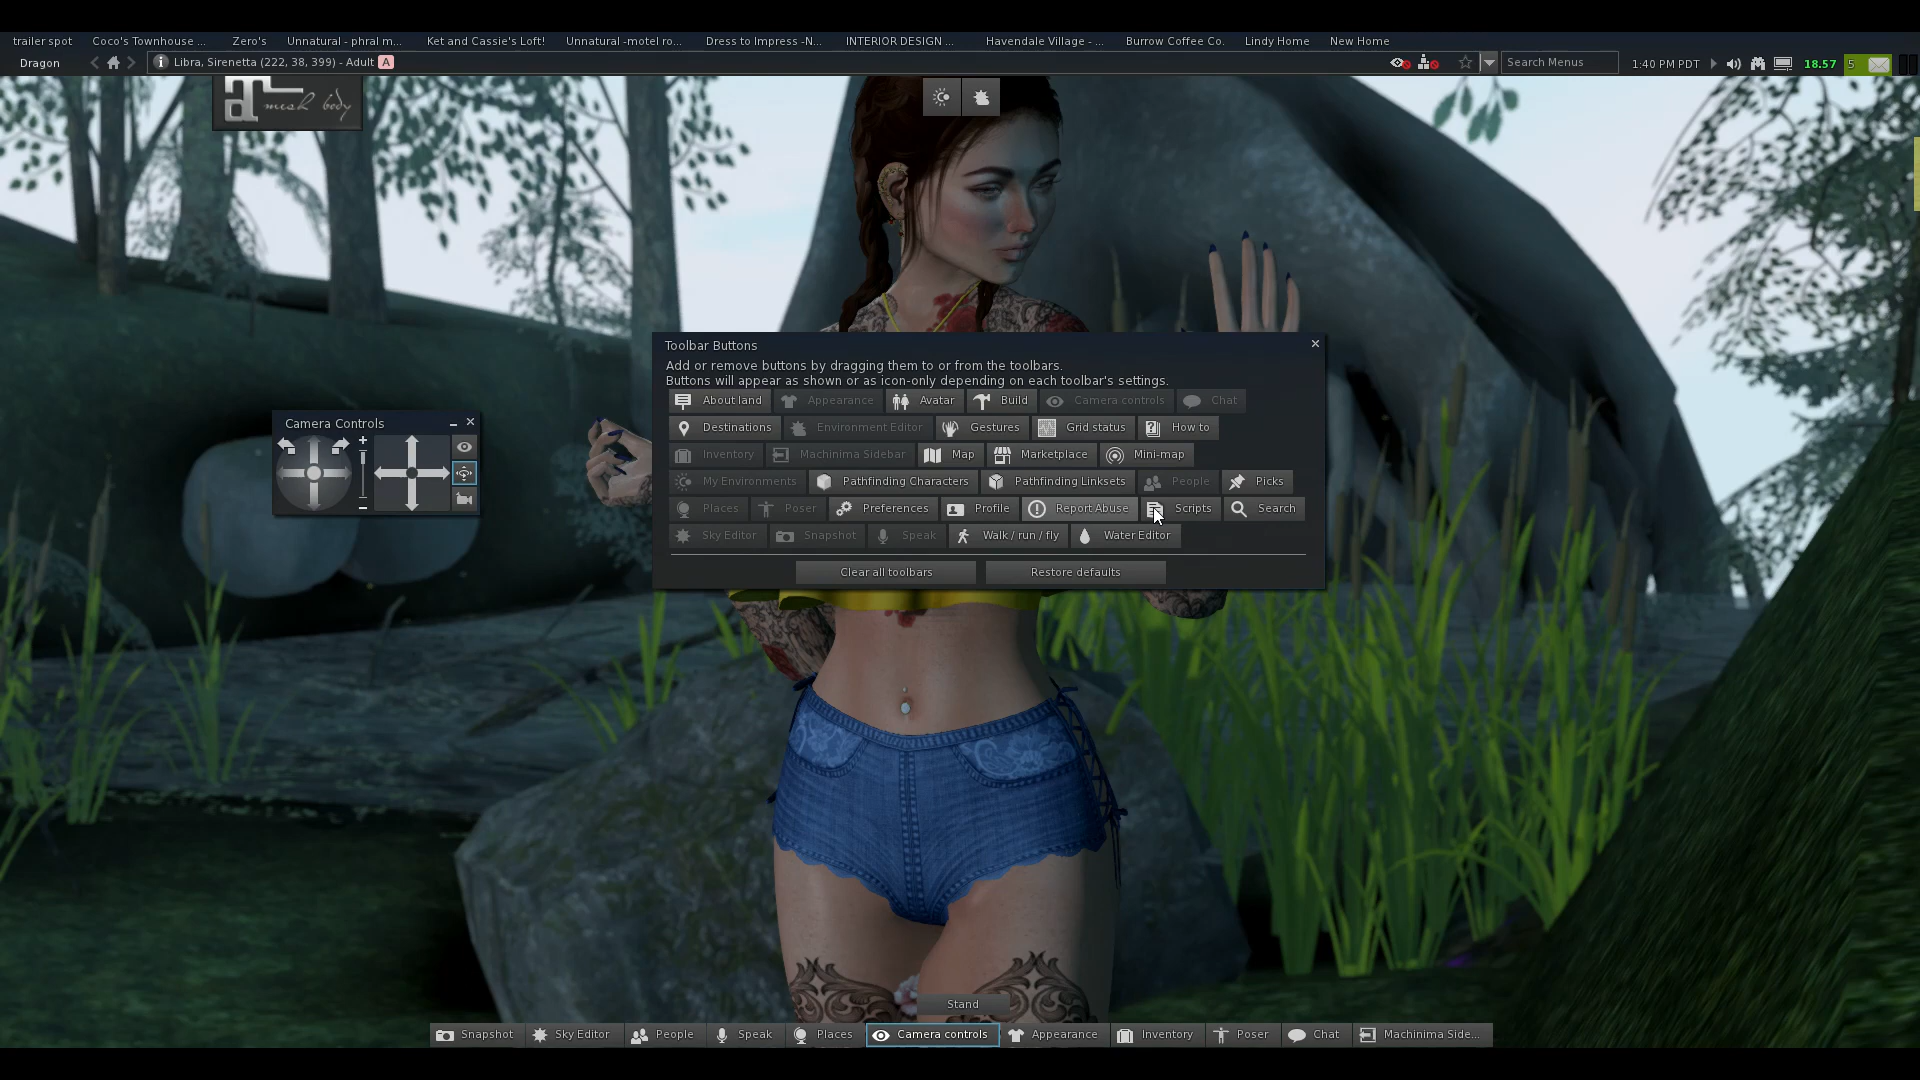 trailer spot Coco's Townhouse ... Zero's Unnatural - phral m... Ket and Cassie's Loft! Unnatural -motel ro... Dress to Impress -N... INTERIOR DESIGN ... Havendale Village - ... Burrow Coffee Co. Lindy Home New Home
Dragon Libra, Sirenetta (222, 38, 399) - Adult A Search Menus 1:40 PM PDT 18.57 5
mesh body
Toolbar Buttons
Add or remove buttons by dragging them to or from the toolbars.
Buttons will appear as shown or as icon-only depending on each toolbar's settings.
About land Appearance Avatar Build Camera controls Chat
Destinations Environment Editor Gestures Grid status How to
Inventory Machinima Sidebar Map Marketplace Mini-map
My Environments Pathfinding Characters Pathfinding Linksets People Picks
Places Poser Preferences Profile Report Abuse Scripts Search
Sky Editor Snapshot Speak Walk / run / fly Water Editor
Clear all toolbars Restore defaults
Camera Controls
Stand
Snapshot Sky Editor People Speak Places Camera controls Appearance Inventory Poser Chat Machinima Side...